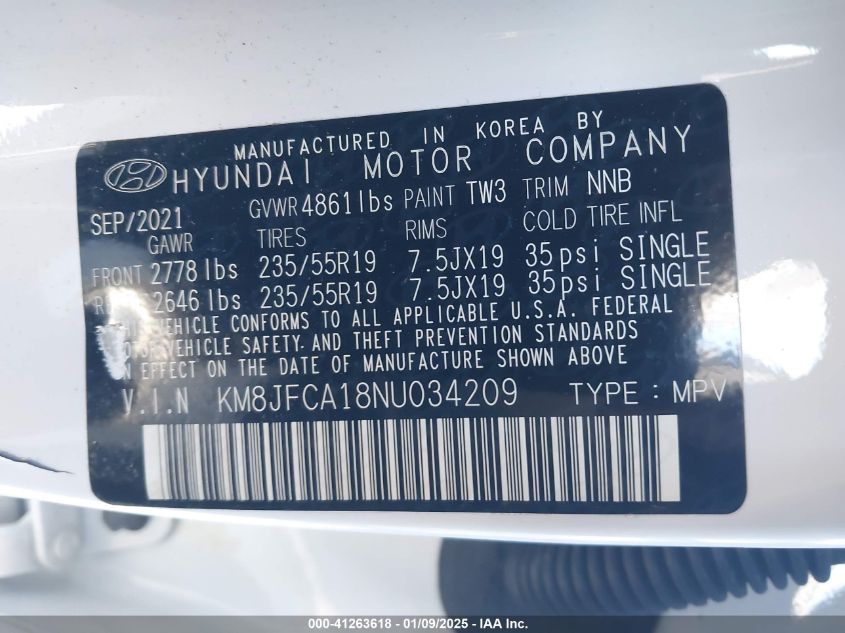 MANUFACTURED IN KOREA BY
HYUNDAI MOTOR COMPANY
SEP/2021 GVWR 4861 lbs PAINT TW3 TRIM NNB
GAWR TIRES RIMS COLD TIRE INFL
FRONT 2778 lbs 235/55R19 7.5JX19 35psi SINGLE
2646 lbs 235/55R19 7.5JX19 35psi SINGLE
VEHICLE CONFORMS TO ALL APPLICABLE U.S.A. FEDERAL
VEHICLE SAFETY. AND THEFT PREVENTION STANDARDS
IN EFFECT ON THE DATE OF MANUFACTURE SHOWN ABOVE
V.I.N KM8JFCA18NU034209 TYPE : MPV
000-41263618 - 01/09/2025 - IAA Inc.